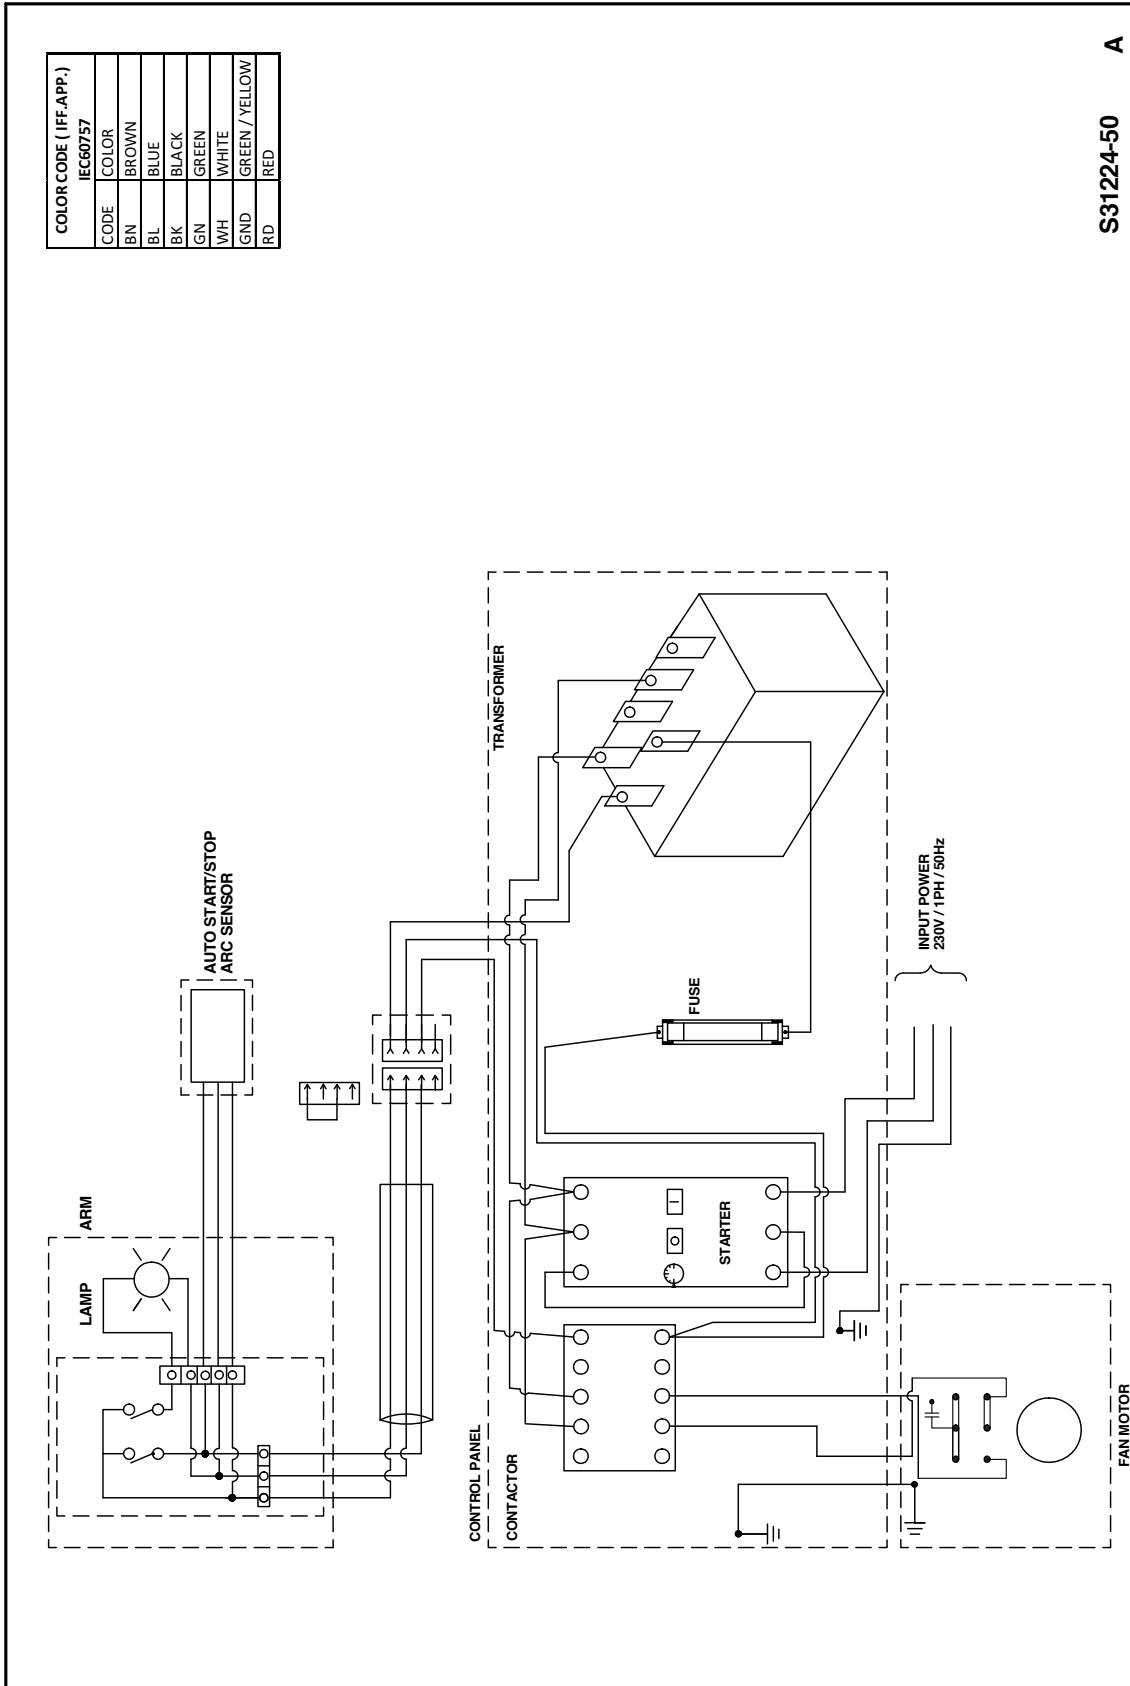 COLOR CODE ( IFF.APP.)
IEC60757
CODE COLOR
BN BROWN
BL BLUE
BK BLACK
GN GREEN
WH WHITE
GND GREEN / YELLOW
RD RED
AUTO START/STOP
ARC SENSOR
ARM
LAMP
TRANSFORMER
FUSE
INPUT POWER
230V / 1PH / 50Hz
STARTER
CONTROL PANEL
CONTACTOR
FAN MOTOR
S31224-50 A